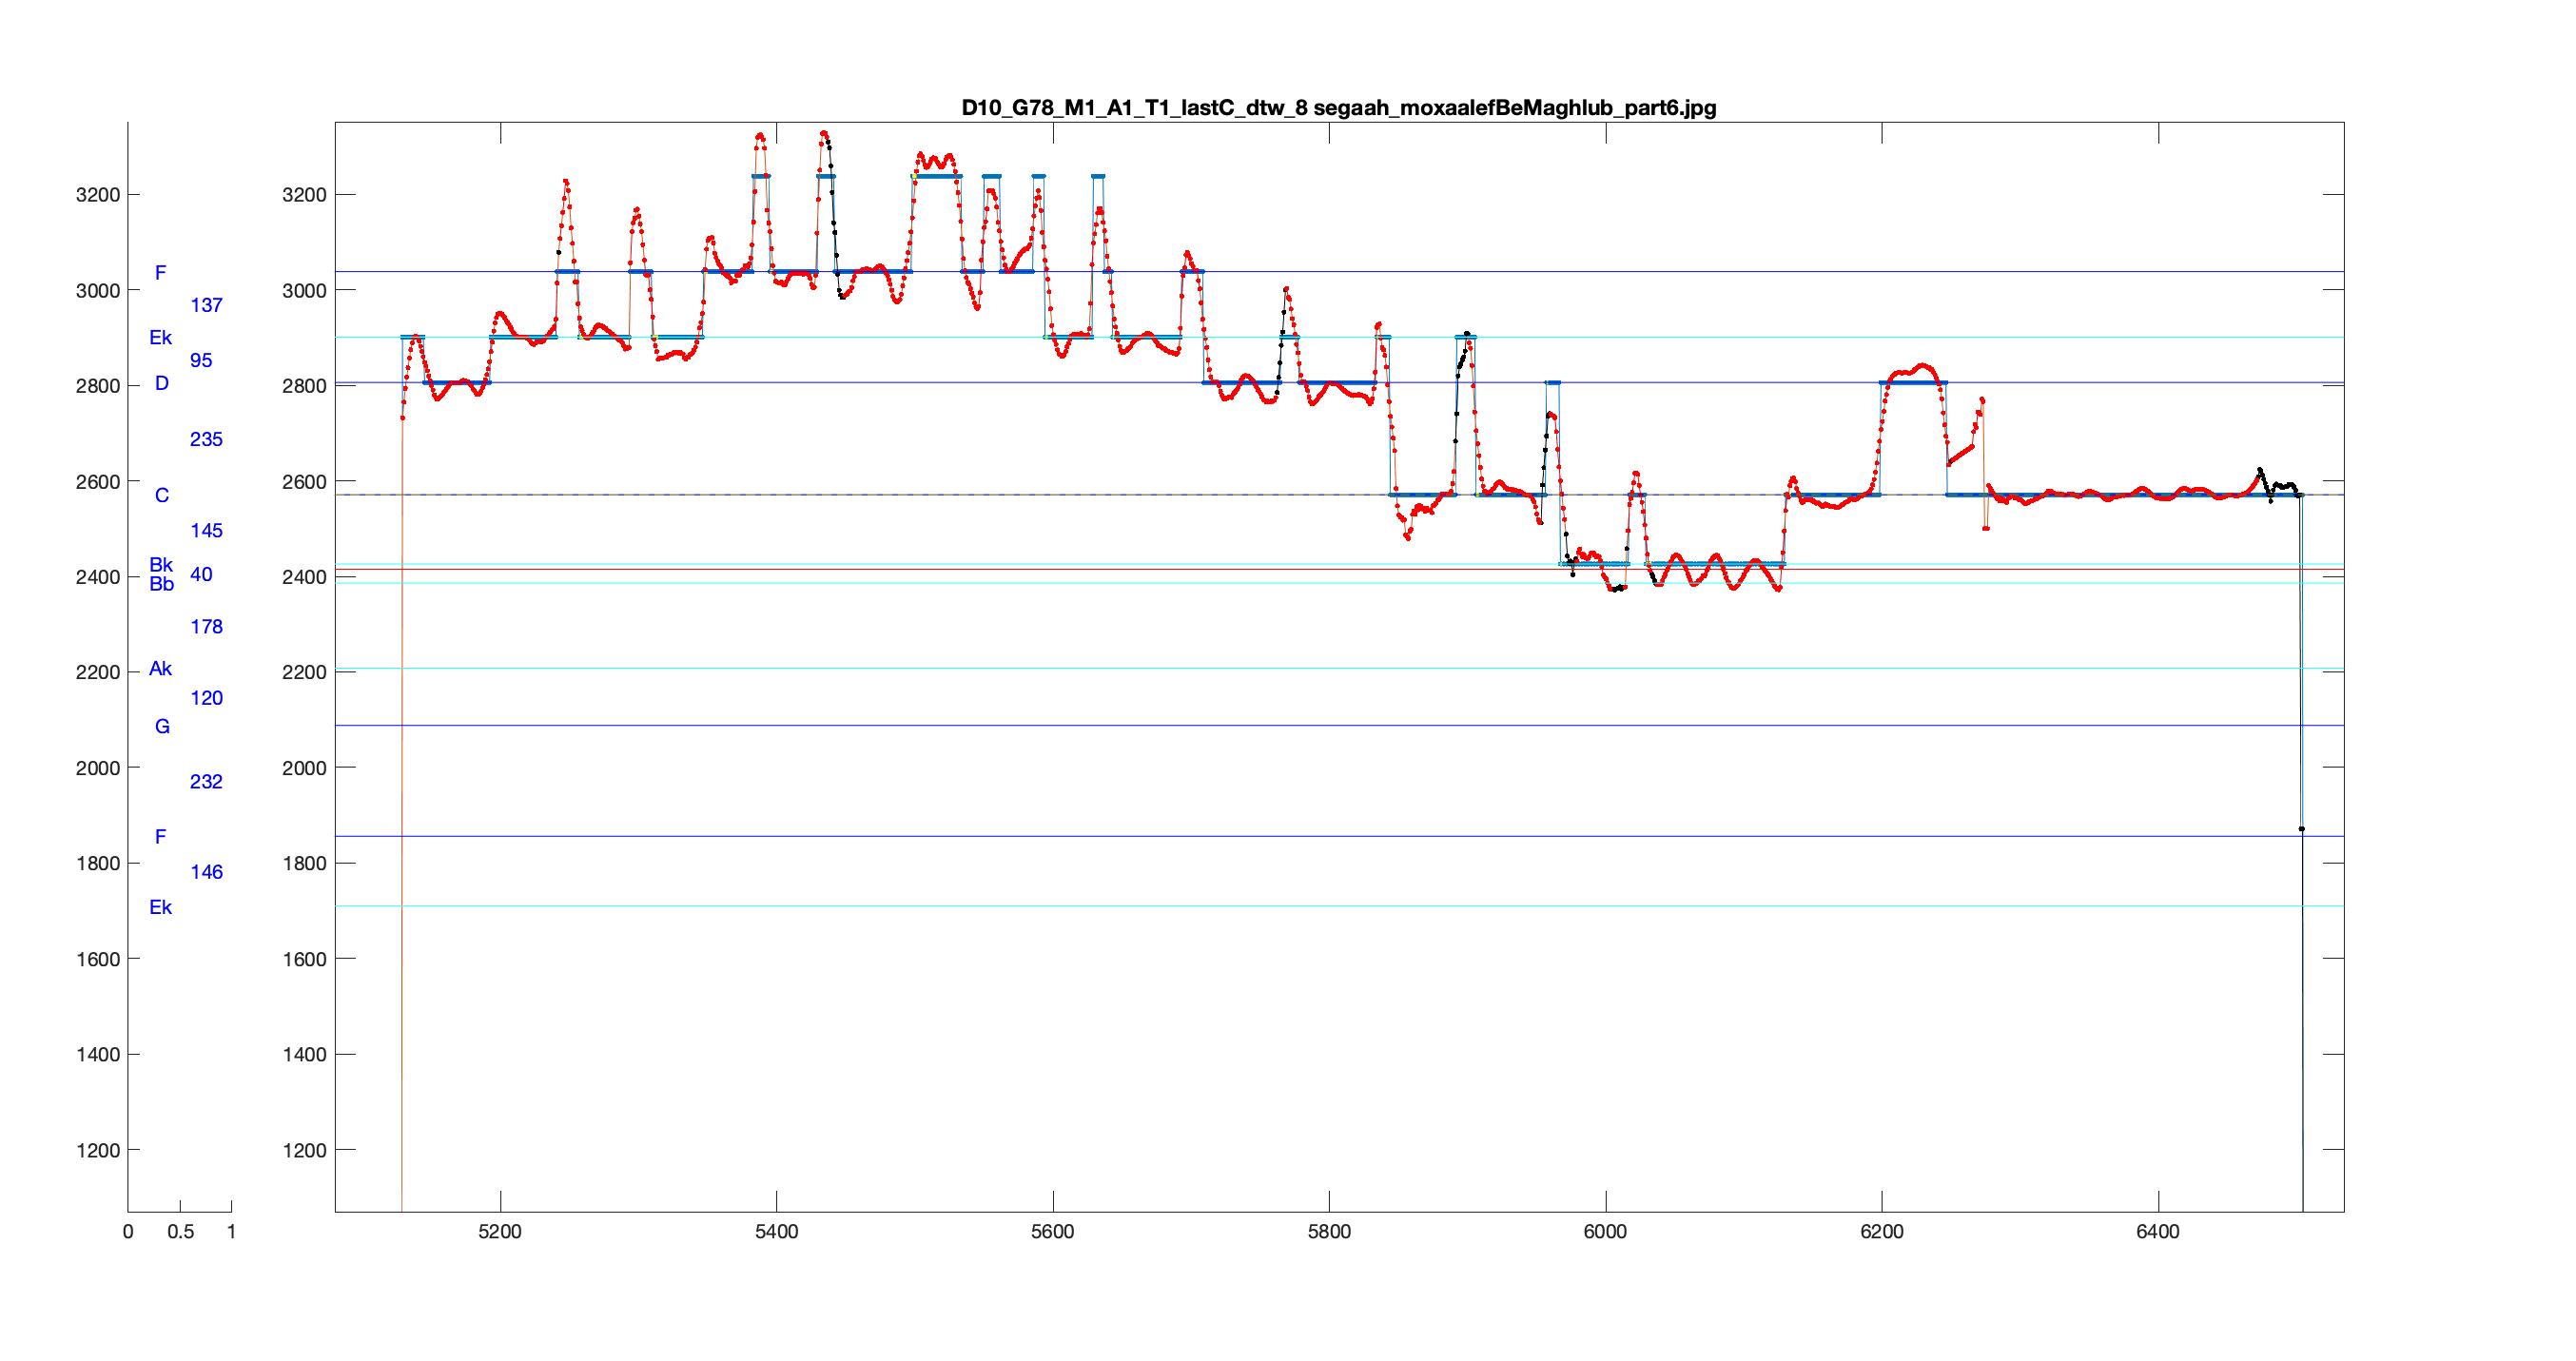 D10_G78_M1_A1_T1_lastC_dtw_8 segaah_moxaalefBeMaghlub_part6.jpg
3200 3200
F
3000 3000
137
Ek
95
2800 D 2800
235
2600 2600
C
145
Bk
2400 40 2400
Bb
178
2200 Ak 2200
120
G
2000 232 2000
F
1800 146 1800
Ek
1600 1600
1400 1400
1200 1200
0 0.5 1 5200 5400 5600 5800 6000 6200 6400